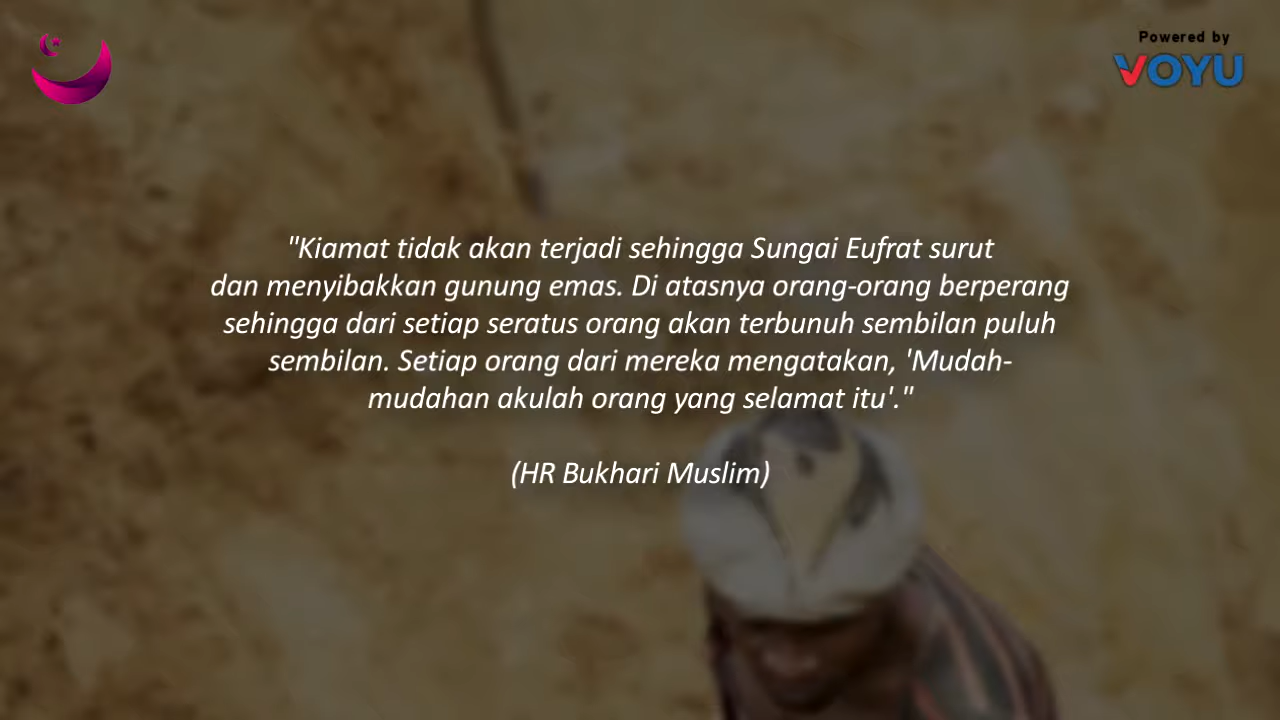 Powered by
VOYU
"Kiamat tidak akan terjadi sehingga Sungai Eufrat surut
dan menyibakkan gunung emas. Di atasnya orang-orang berperang
sehingga dari setiap seratus orang akan terbunuh sembilan puluh
sembilan. Setiap orang dari mereka mengatakan, 'Mudah-
mudahan akulah orang yang selamat itu'."
(HR Bukhari Muslim)